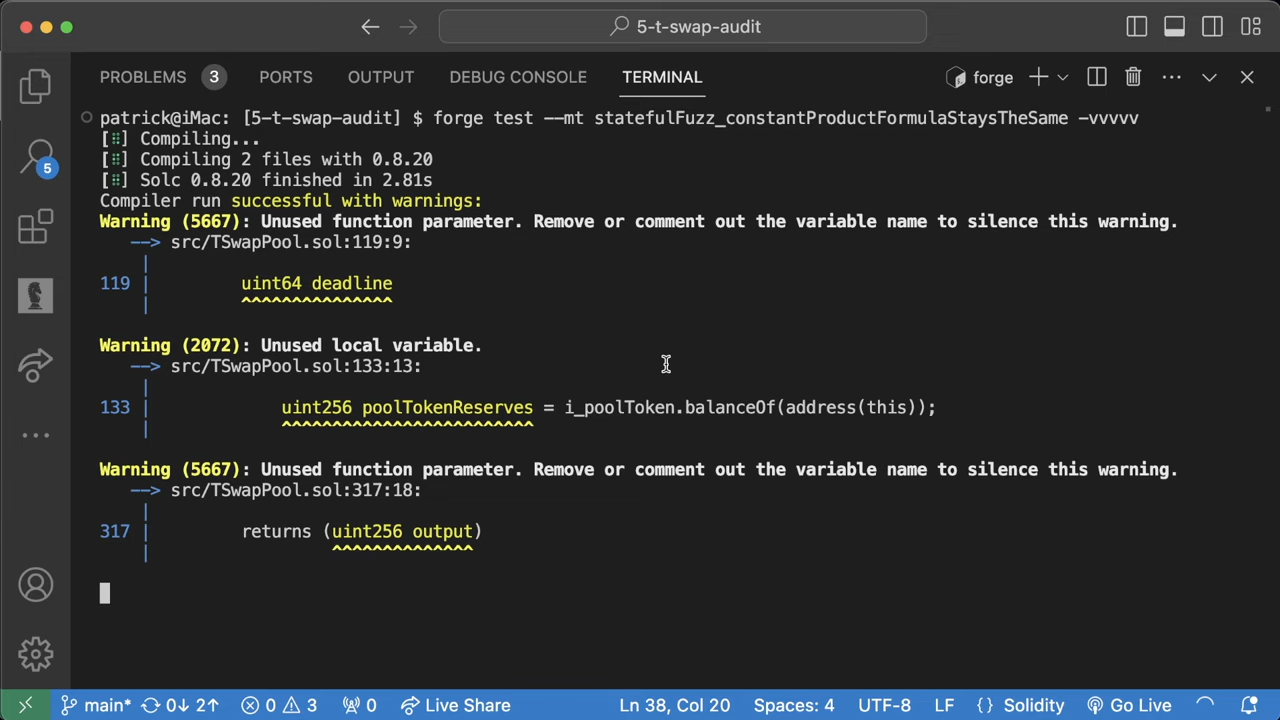 5-t-swap-audit
PROBLEMS 3 PORTS OUTPUT DEBUG CONSOLE TERMINAL forge
patrick@iMac: [5-t-swap-audit] $ forge test --mt statefulFuzz_constantProductFormulaStaysTheSame -vvvvv
[⠿] Compiling...
[⠿] Compiling 2 files with 0.8.20
[⠿] Solc 0.8.20 finished in 2.81s
Compiler run successful with warnings:
Warning (5667): Unused function parameter. Remove or comment out the variable name to silence this warning.
--> src/TSwapPool.sol:119:9:
|
119 | uint64 deadline
| ^^^^^^^^^^^^^^^
Warning (2072): Unused local variable.
--> src/TSwapPool.sol:133:13:
|
133 | uint256 poolTokenReserves = i_poolToken.balanceOf(address(this));
| ^^^^^^^^^^^^^^^^^^^^^^^^^
Warning (5667): Unused function parameter. Remove or comment out the variable name to silence this warning.
--> src/TSwapPool.sol:317:18:
|
317 | returns (uint256 output)
| ^^^^^^^^^^^^^^
5
main* 0↓ 2↑ 0 3 0 Live Share Ln 38, Col 20 Spaces: 4 UTF-8 LF {} Solidity Go Live